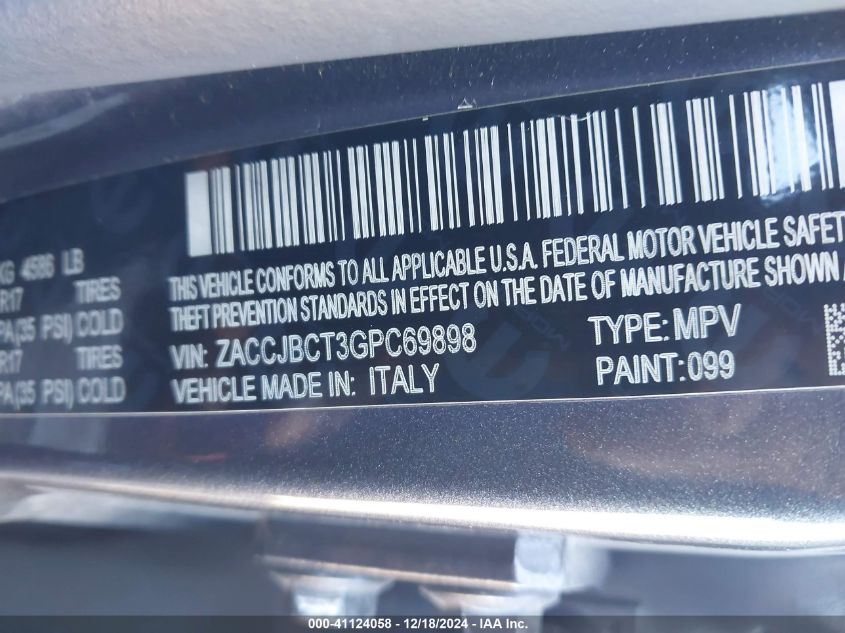 KG 4586 LB
R17 TIRES
PA(35 PSI) COLD
R17 TIRES
PA(35 PSI) COLD
THIS VEHICLE CONFORMS TO ALL APPLICABLE U.S.A. FEDERAL MOTOR VEHICLE SAFETY
THEFT PREVENTION STANDARDS IN EFFECT ON THE DATE OF MANUFACTURE SHOWN
VIN: ZACCJBCT3GPC69898 TYPE: MPV
VEHICLE MADE IN: ITALY PAINT:099
000-41124058 - 12/18/2024 - IAA Inc.